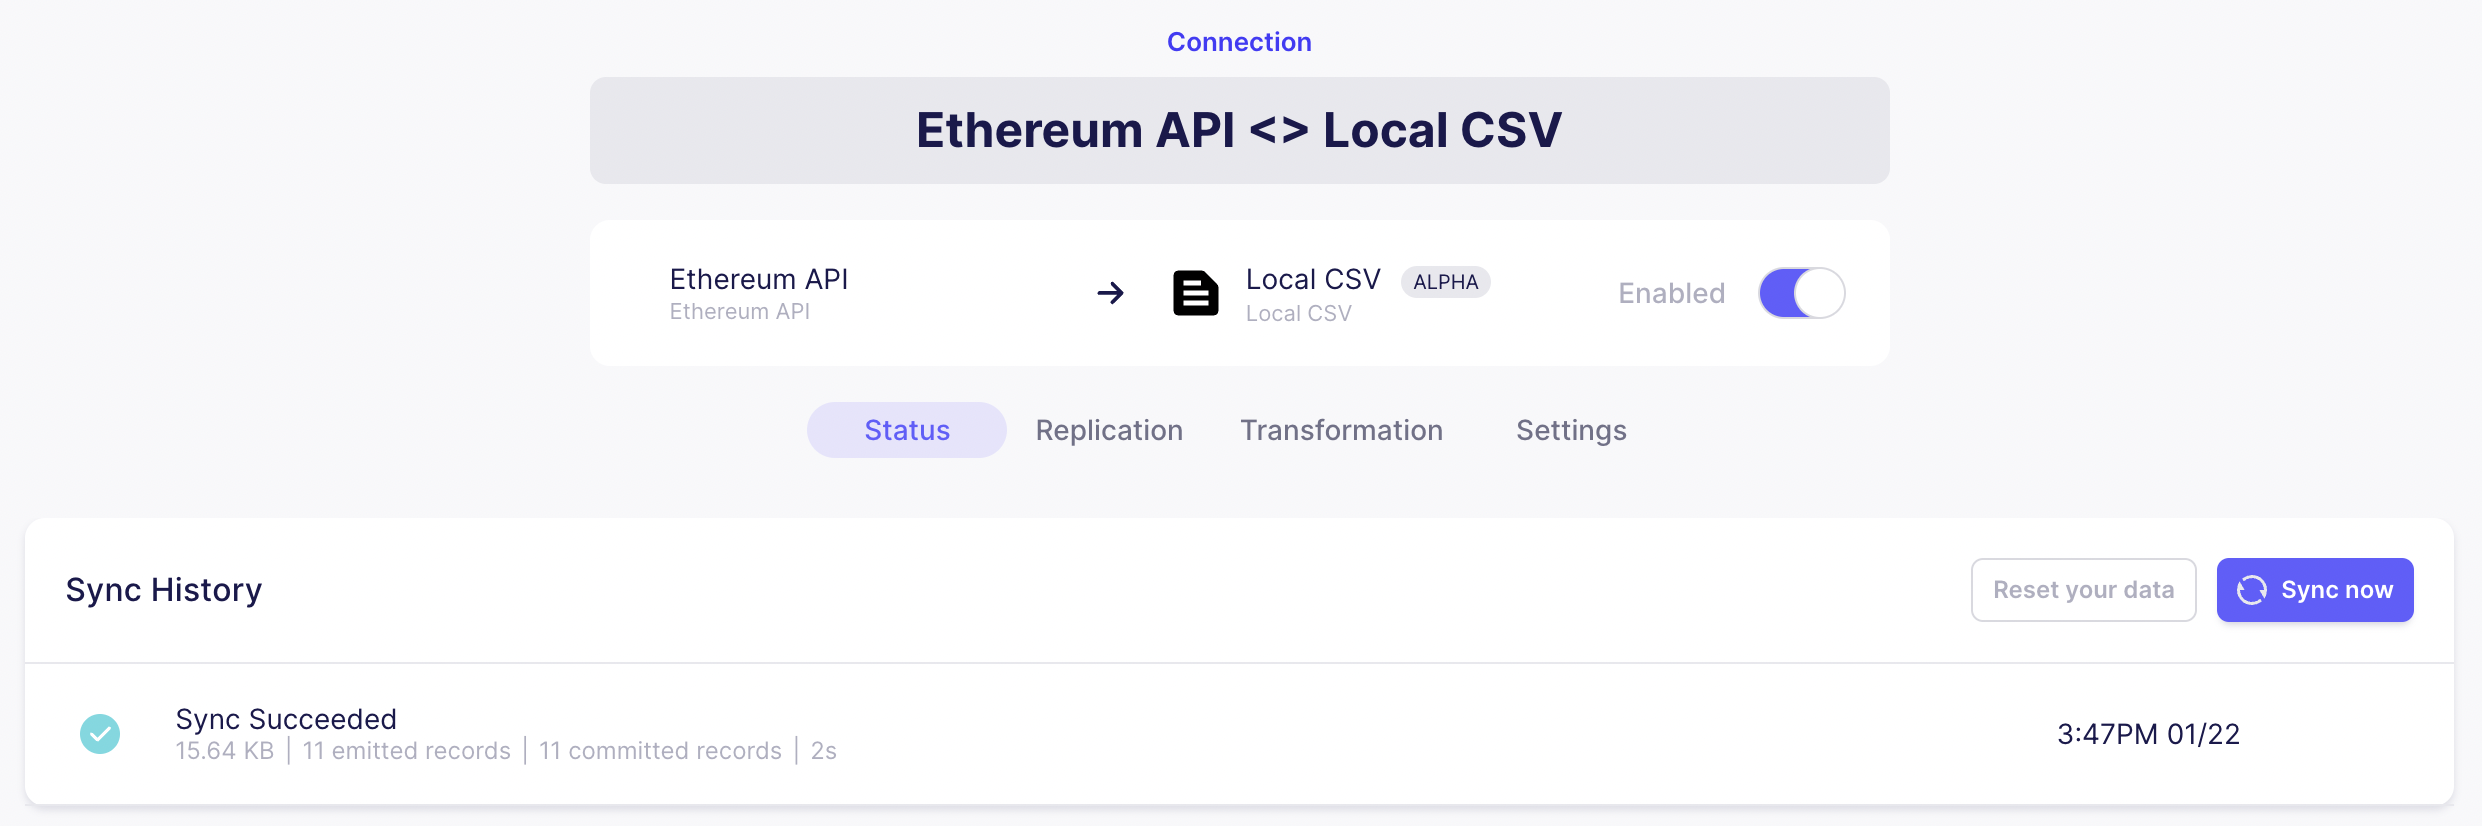 Connection
Ethereum API <> Local CSV
Ethereum API
Ethereum API
Local CSV ALPHA
Local CSV
Enabled
Status Replication Transformation Settings
Sync History
Reset your data
Sync now
Sync Succeeded
15.64 KB | 11 emitted records | 11 committed records | 2s
3:47PM 01/22